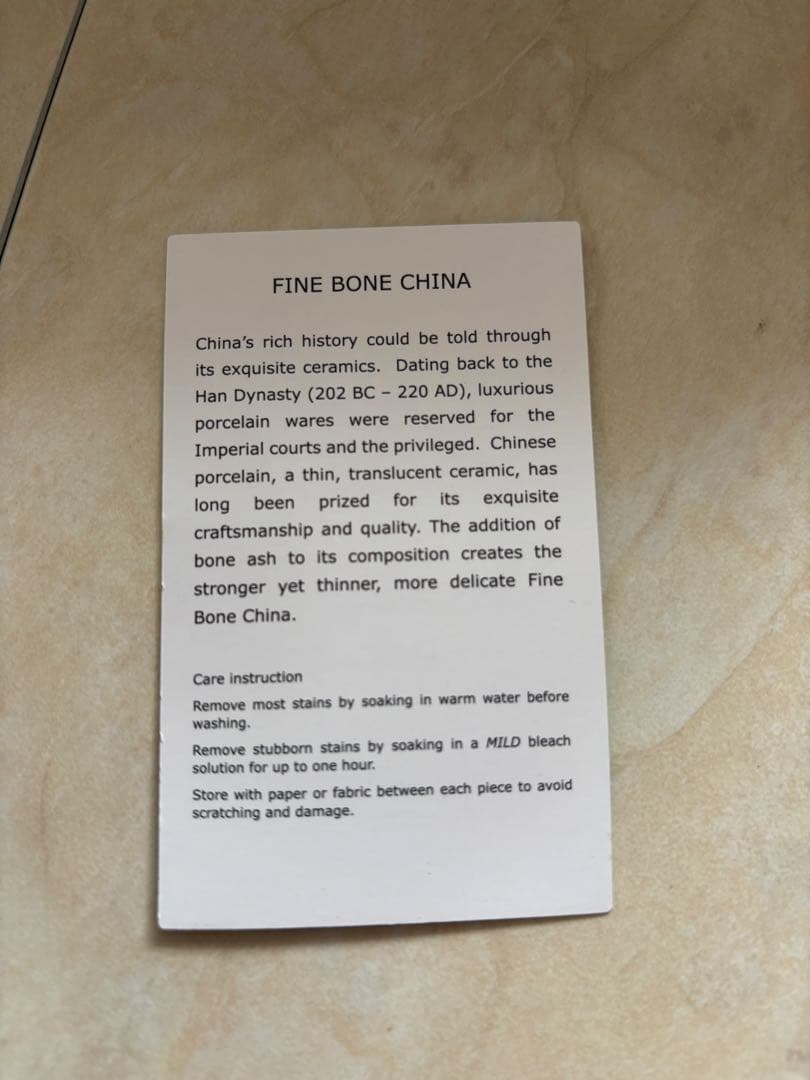 FINE BONE CHINA
China’s rich history could be told through
its exquisite ceramics. Dating back to the
Han Dynasty (202 BC – 220 AD), luxurious
porcelain wares were reserved for the
Imperial courts and the privileged. Chinese
porcelain, a thin, translucent ceramic, has
long been prized for its exquisite
craftsmanship and quality. The addition of
bone ash to its composition creates the
stronger yet thinner, more delicate Fine
Bone China.
Care instruction
Remove most stains by soaking in warm water before
washing.
Remove stubborn stains by soaking in a MILD bleach
solution for up to one hour.
Store with paper or fabric between each piece to avoid
scratching and damage.